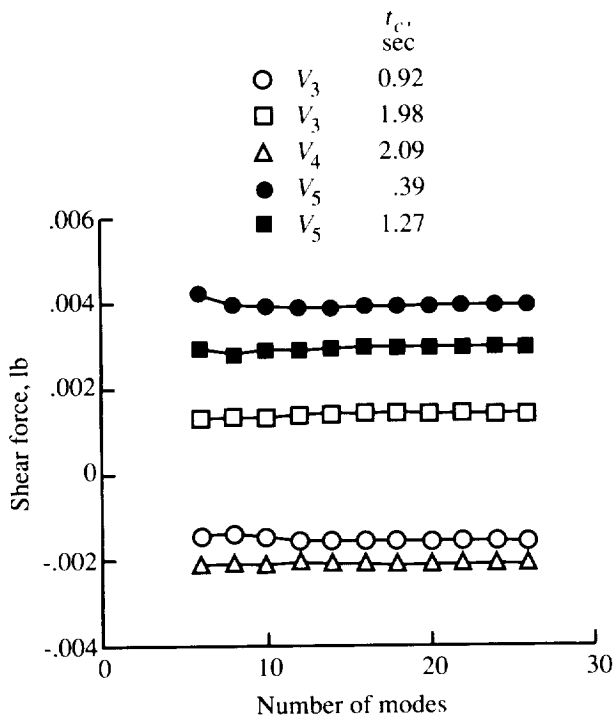 t_c,
sec
V_3 0.92
V_3 1.98
V_4 2.09
V_5 .39
V_5 1.27
.006
.004
.002
0
-.002
-.004
Shear force, lb
0 10 20 30
Number of modes